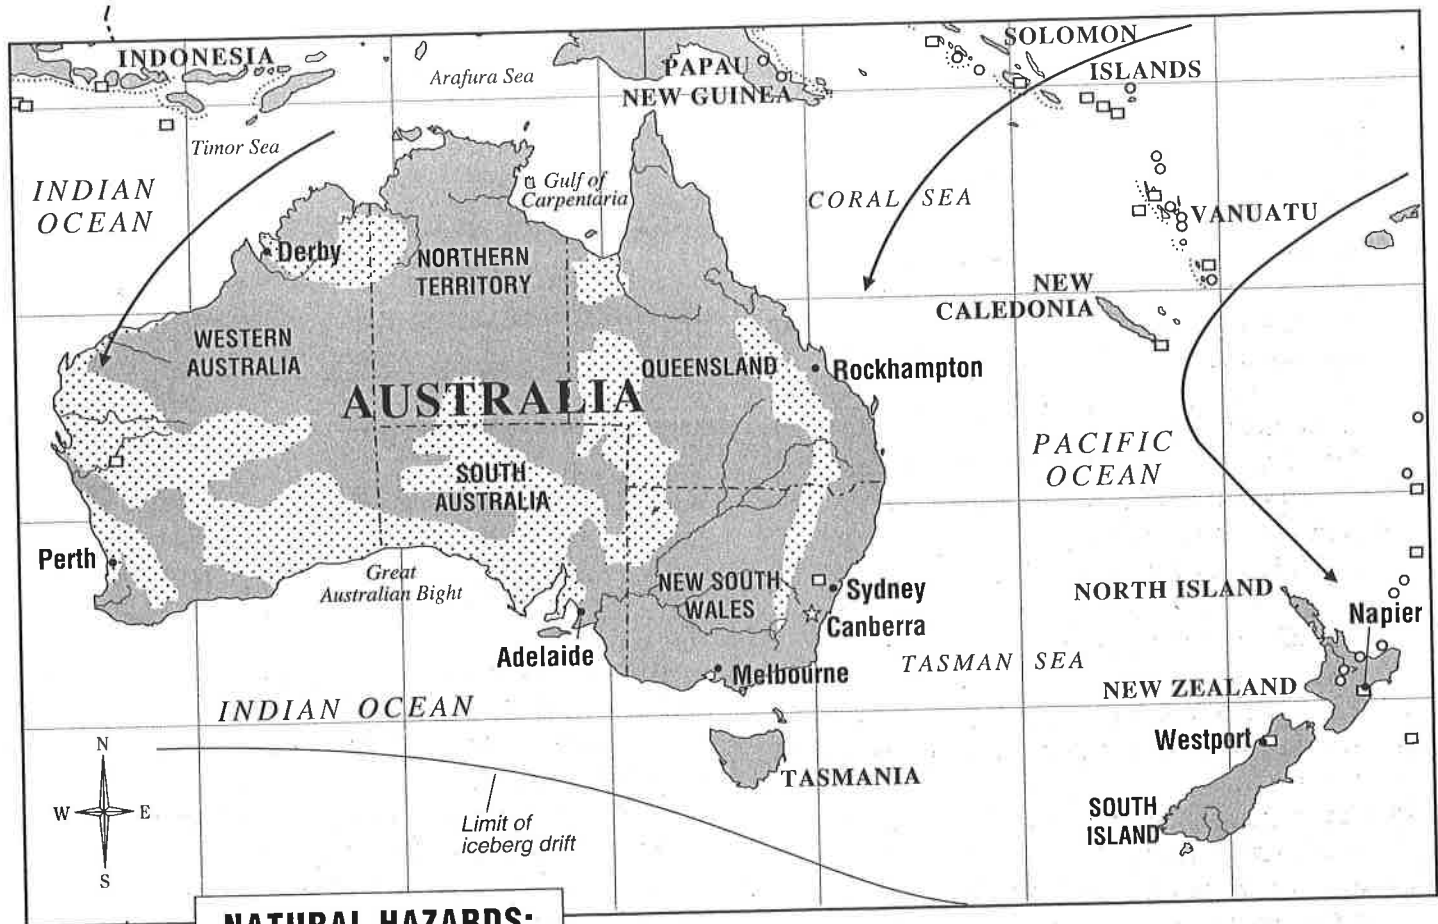 INDONESIA
Arafura Sea
PAPAU
NEW GUINEA
SOLOMON
ISLANDS
Timor Sea
INDIAN
OCEAN
Gulf of
Carpentaria
CORAL SEA
VANUATU
Derby
NORTHERN
TERRITORY
NEW
CALEDONIA
WESTERN
AUSTRALIA
QUEENSLAND
Rockhampton
AUSTRALIA
PACIFIC
OCEAN
SOUTH
AUSTRALIA
Perth
Great
Australian Bight
NEW SOUTH
WALES
Sydney
Canberra
NORTH ISLAND
Napier
Adelaide
Melbourne
TASMAN SEA
NEW ZEALAND
INDIAN OCEAN
Westport
N
W E
S
TASMANIA
SOUTH
ISLAND
Limit of
iceberg drift
NATURAL HAZARDS: